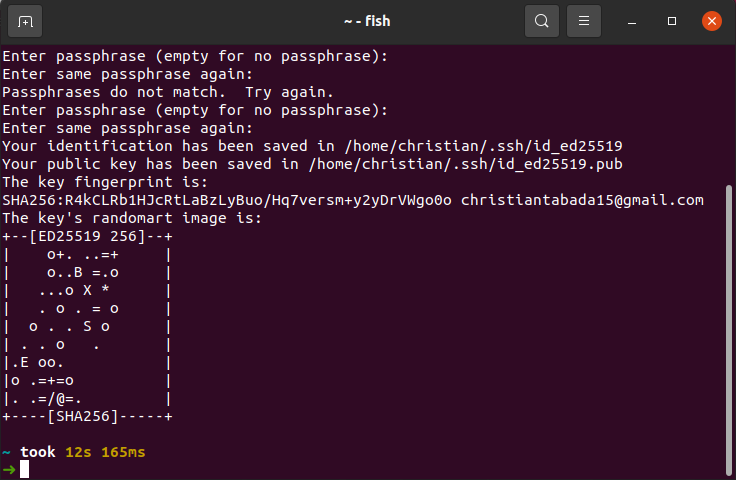 ~ - fish
Enter passphrase (empty for no passphrase):
Enter same passphrase again:
Passphrases do not match.  Try again.
Enter passphrase (empty for no passphrase):
Enter same passphrase again:
Your identification has been saved in /home/christian/.ssh/id_ed25519
Your public key has been saved in /home/christian/.ssh/id_ed25519.pub
The key fingerprint is:
SHA256:R4kCLRb1HJcRtLaBzLyBuo/Hq7versm+y2yDrVWgo0o christiantabada15@gmail.com
The key's randomart image is:
+--[ED25519 256]--+
|    o+. ..=+     |
|    o..B =.o     |
|   ...o X *      |
|   . o . = o     |
|  o . . S o      |
| . . o   .       |
|.E oo.           |
|o .=+=o          |
|. .=/@=.         |
+----[SHA256]-----+
~ took 12s 165ms
➜